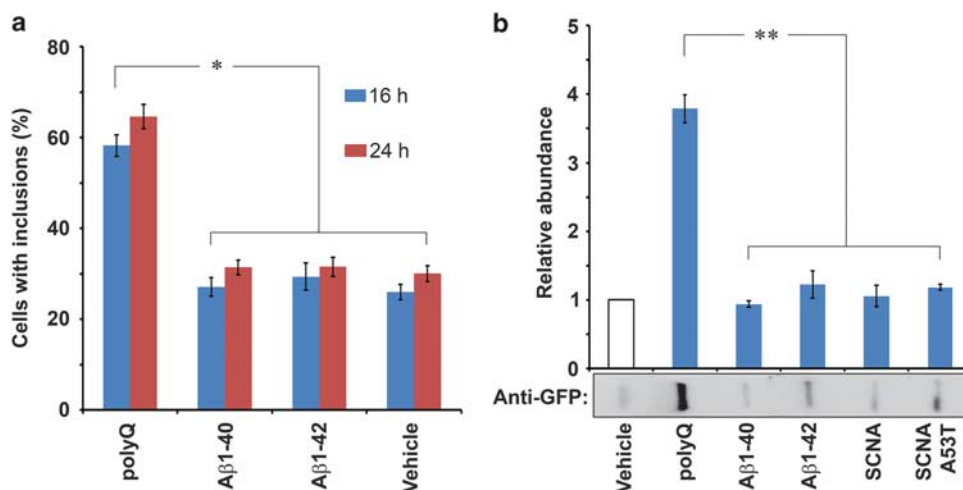 a
80
60
40
20
0
Cells with inclusions (%)
*
16 h
24 h
polyQ
Aβ1-40
Aβ1-42
Vehicle
b
5
4
3
2
1
0
Relative abundance
**
Anti-GFP:
Vehicle
polyQ
Aβ1-40
Aβ1-42
SCNA
SCNA
A53T